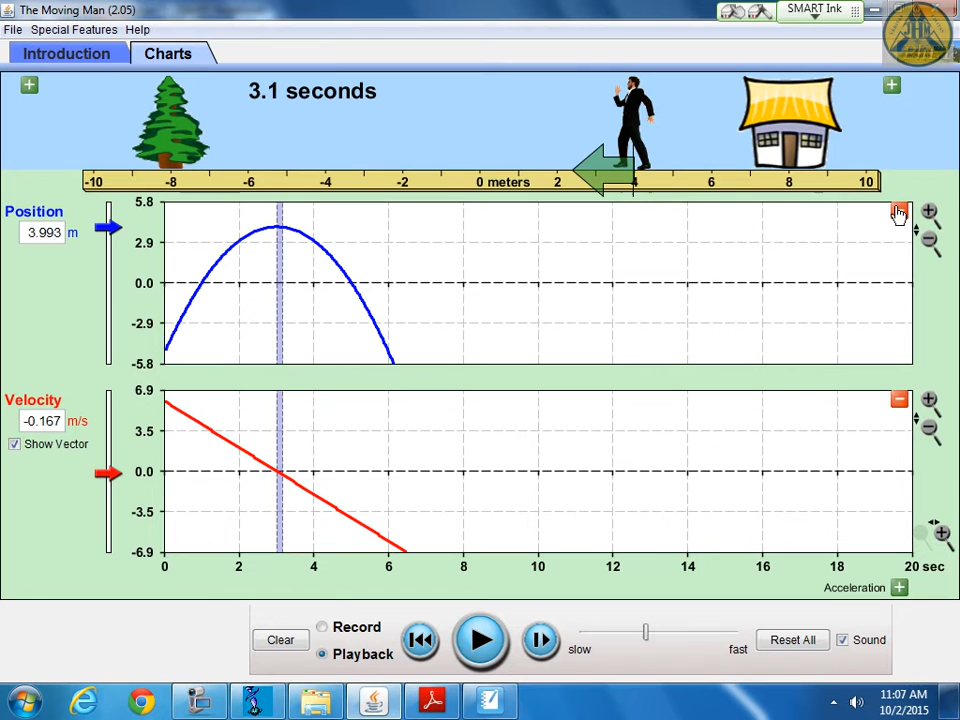 The Moving Man (2.05)
SMART Ink
File Special Features Help
Introduction Charts
3.1 seconds
-10 -8 -6 -4 -2 0 meters 2 4 6 8 10
Position
3.993 m
5.8
2.9
0.0
-2.9
-5.8
Velocity
-0.167 m/s
Show Vector
6.9
3.5
0.0
-3.5
-6.9
0 2 4 6 8 10 12 14 16 18 20 sec
Acceleration
Clear
Record
Playback
slow
fast
Reset All
Sound
11:07 AM
10/2/2015